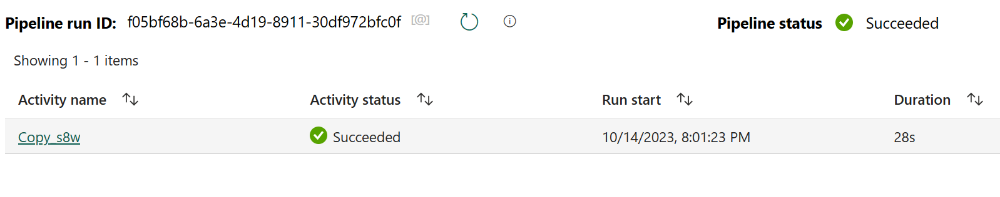 Pipeline run ID: f05bf68b-6a3e-4d19-8911-30df972bfc0f [@] Pipeline status Succeeded
Showing 1 - 1 items
Activity name Activity status Run start Duration
Copy_s8w Succeeded 10/14/2023, 8:01:23 PM 28s